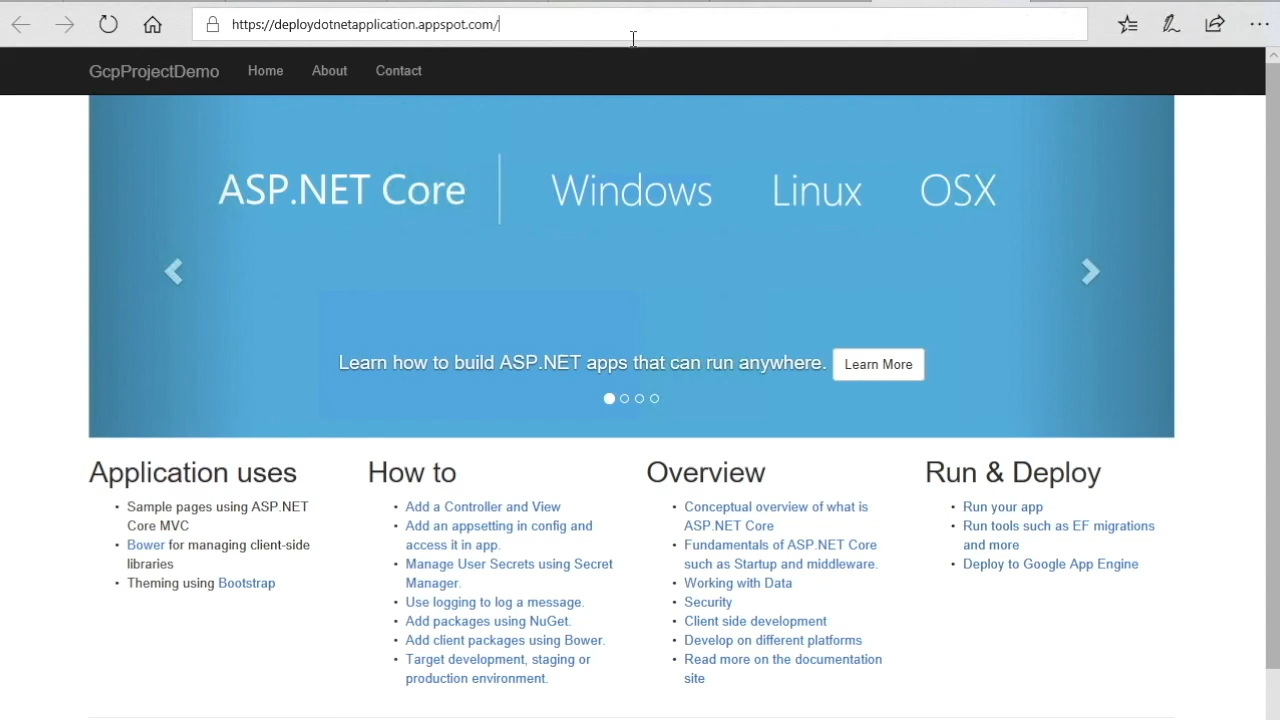 https://deploydotnetapplication.appspot.com/
GcpProjectDemo Home About Contact
ASP.NET Core Windows Linux OSX
Learn how to build ASP.NET apps that can run anywhere. Learn More
Application uses
Sample pages using ASP.NET
Core MVC
Bower for managing client-side
libraries
Theming using Bootstrap
How to
Add a Controller and View
Add an appsetting in config and
access it in app.
Manage User Secrets using Secret
Manager.
Use logging to log a message.
Add packages using NuGet.
Add client packages using Bower.
Target development, staging or
production environment.
Overview
Conceptual overview of what is
ASP.NET Core
Fundamentals of ASP.NET Core
such as Startup and middleware.
Working with Data
Security
Client side development
Develop on different platforms
Read more on the documentation
site
Run & Deploy
Run your app
Run tools such as EF migrations
and more
Deploy to Google App Engine